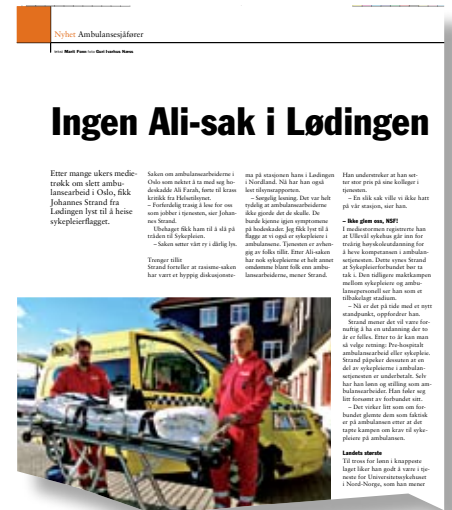 Nyhet Ambulansesjåfører
tekst Marit Fonn foto Guri Isaritus Nansu
Ingen Ali-sak i Lødingen
Etter mange ukers medie-
trøkk om slett ambu-
lansearbeid i Oslo, fikk
Johannes Strand fra
Lødingen lyst til å heise
sykepleierflagget.
Saken om ambulansearbeiderne i
Oslo som nektet å ta med seg ho-
deskadde Ali Farah, førte til krass
kritikk fra Helsetilsynet.
– Forferdelig trasig å lese for oss
som jobber i tjenesten, sier Johan-
nes Strand.
Ubehaget fikk ham til å slå på
tråden til Sykepleien.
– Saken setter vårt ry i dårlig lys.
Trenger tillit
Strand forteller at rasisme-saken
har vært et hyppig diskusjonste-
ma på stasjonen hans i Lødingen
i Nordland. Nå har han også
lest tilsynsrapporten.
– Sørgelig lesning. Det var helt
tydelig at ambulansearbeiderne
ikke gjorde det de skulle. De
burde kjenne igjen symptomene
på hodeskader. Jeg fikk lyst til å
flagge at vi også er sykepleiere i
ambulansene. Tjenesten er avhen-
gig av folks tillit. Etter Ali-saken
har nok sykepleierne et helt annet
omdømme blant folk enn ambu-
lansearbeiderne, mener Strand.
Han understreker at han set-
ter stor pris på sine kolleger i
tjenesten.
– En slik sak ville vi ikke hatt
på vår stasjon, sier han.
– Ikke glem oss, NSF!
I mediestormen registrerte han
at Ullevål sykehus går inn for
treårig høyskoleutdanning for
å heve kompetansen i ambulan-
setjenesten. Dette synes Strand
at Sykepleierforbundet bør ta
tak i. Den tidligere maktkampen
mellom sykepleiere og ambu-
lansepersonell ser han som et
tilbakelagt stadium.
– Nå er det på tide med et nytt
standpunkt, oppfordrer han.
Strand mener det vil være for-
nuftig å ha en utdanning der to
år er felles. Etter to år kan man
så velge retning: Pre-hospitalt
ambulansearbeid eller sykepleie.
Strand påpeker dessuten at en
del av sykepleierne i ambulan-
setjenesten er underbetalt. Selv
har han lønn og stilling som am-
bulansearbeider. Han føler seg
litt forsømt av forbundet sitt.
– Det virker litt som om for-
bundet glemte dem som faktisk
er på ambulansen etter at det
tapte kampen om krav til syke-
pleiere på ambulansen.
Landets største
Til tross for lønn i knappeste
laget liker han godt å være i tje-
neste for Universitetssykehuset
i Nord-Norge, som han mener